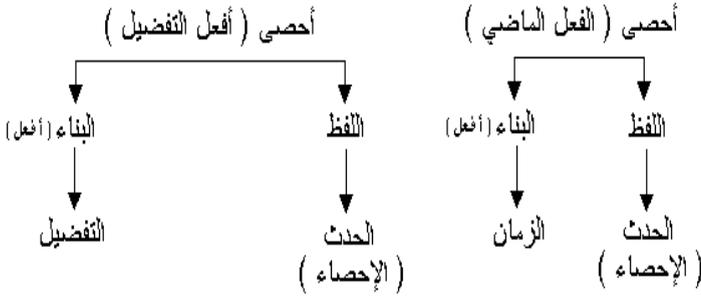 أحصى ( الفعل الماضي )
أحصى ( أفعل التفضيل )
اللفظ
البناء ( أفعل )
اللفظ
البناء ( أفعل )
الحدث
( الإحصاء )
الزمان
الحدث
( الإحصاء )
التفضيل